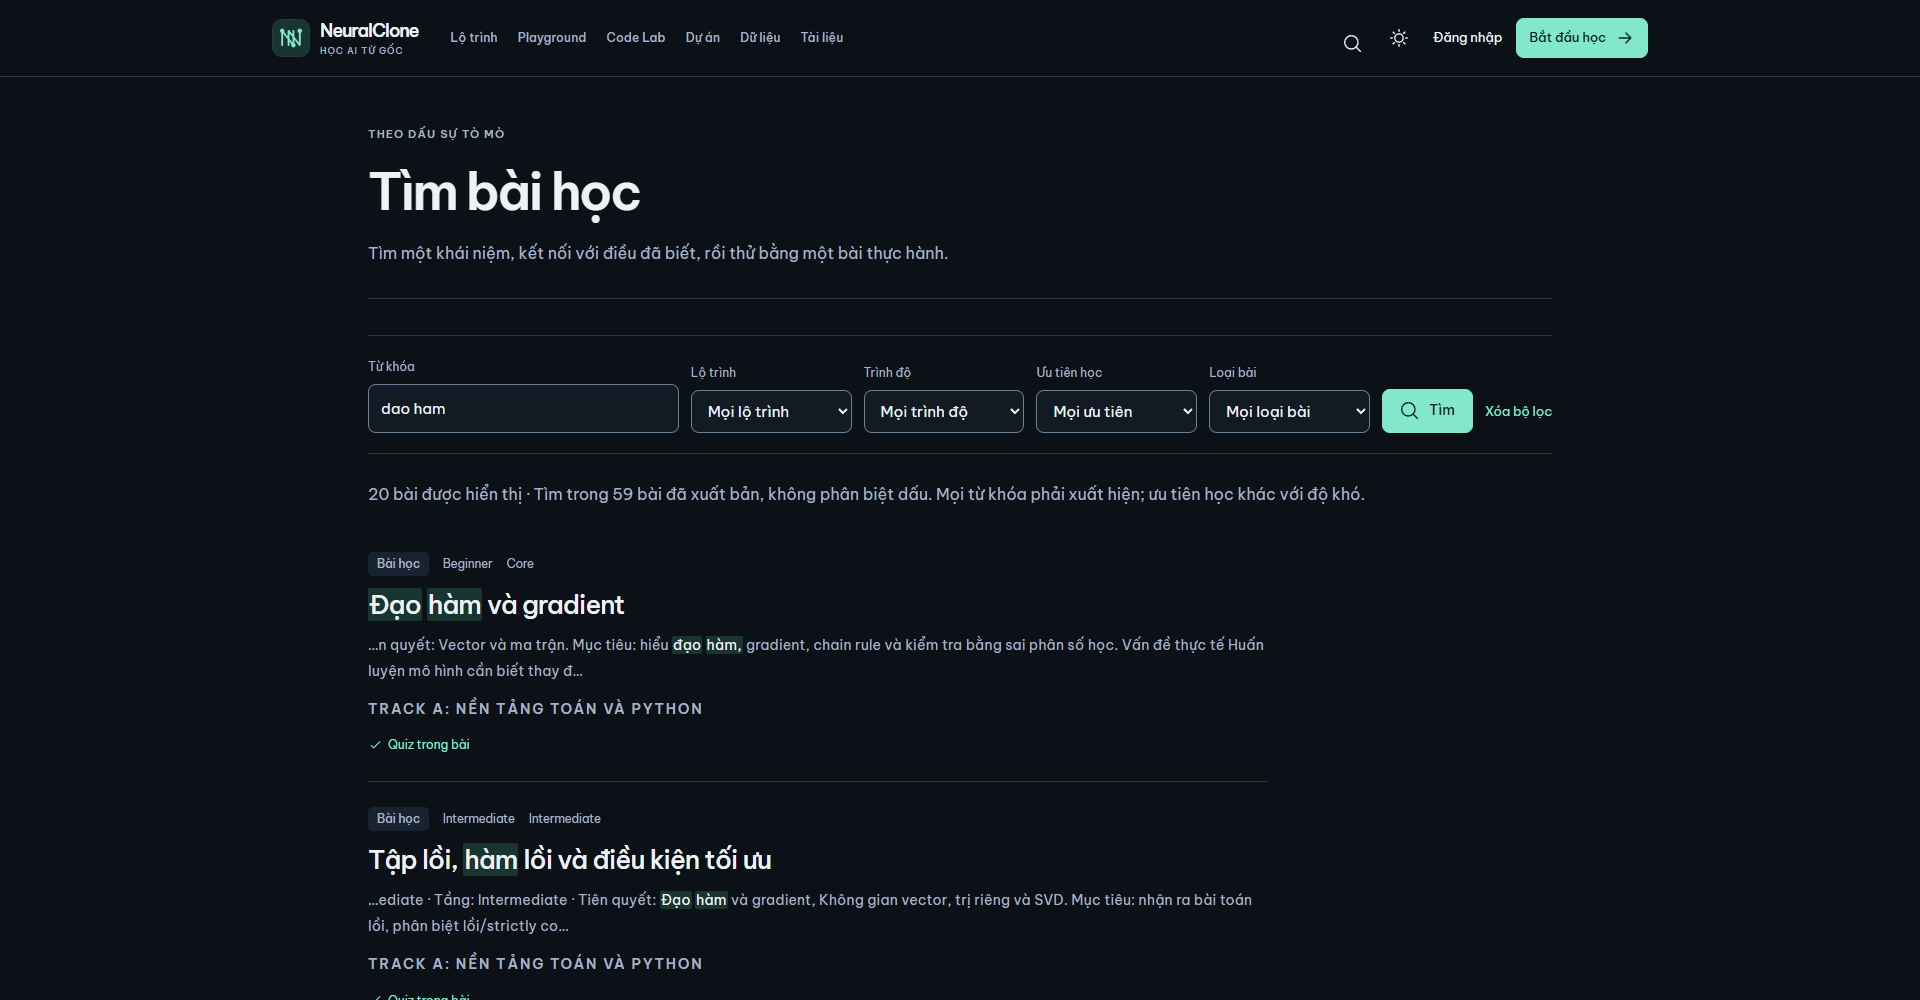 NeuralClone
HỌC AI TỪ GỐC
Lộ trình
Playground
Code Lab
Dự án
Dữ liệu
Tài liệu
Đăng nhập
Bắt đầu học
THEO DẤU SỰ TÒ MÒ
Tìm bài học
Tìm một khái niệm, kết nối với điều đã biết, rồi thử bằng một bài thực hành.
Từ khóa
Lộ trình
Trình độ
Ưu tiên học
Loại bài
dao ham
Mọi lộ trình
Mọi trình độ
Mọi ưu tiên
Mọi loại bài
Tìm
Xóa bộ lọc
20 bài được hiển thị · Tìm trong 59 bài đã xuất bản, không phân biệt dấu. Mọi từ khóa phải xuất hiện; ưu tiên học khác với độ khó.
Bài học Beginner Core
Đạo hàm và gradient
...n quyết: Vector và ma trận. Mục tiêu: hiểu đạo hàm, gradient, chain rule và kiểm tra bằng sai phân số học. Vấn đề thực tế Huấn
luyện mô hình cần biết thay đ...
TRACK A: NỀN TẢNG TOÁN VÀ PYTHON
Quiz trong bài
Bài học Intermediate Intermediate
Tập lồi, hàm lồi và điều kiện tối ưu
...ediate · Tầng: Intermediate · Tiên quyết: Đạo hàm và gradient, Không gian vector, trị riêng và SVD. Mục tiêu: nhận ra bài toán
lồi, phân biệt lồi/strictly co...
TRACK A: NỀN TẢNG TOÁN VÀ PYTHON
Quiz trong bài